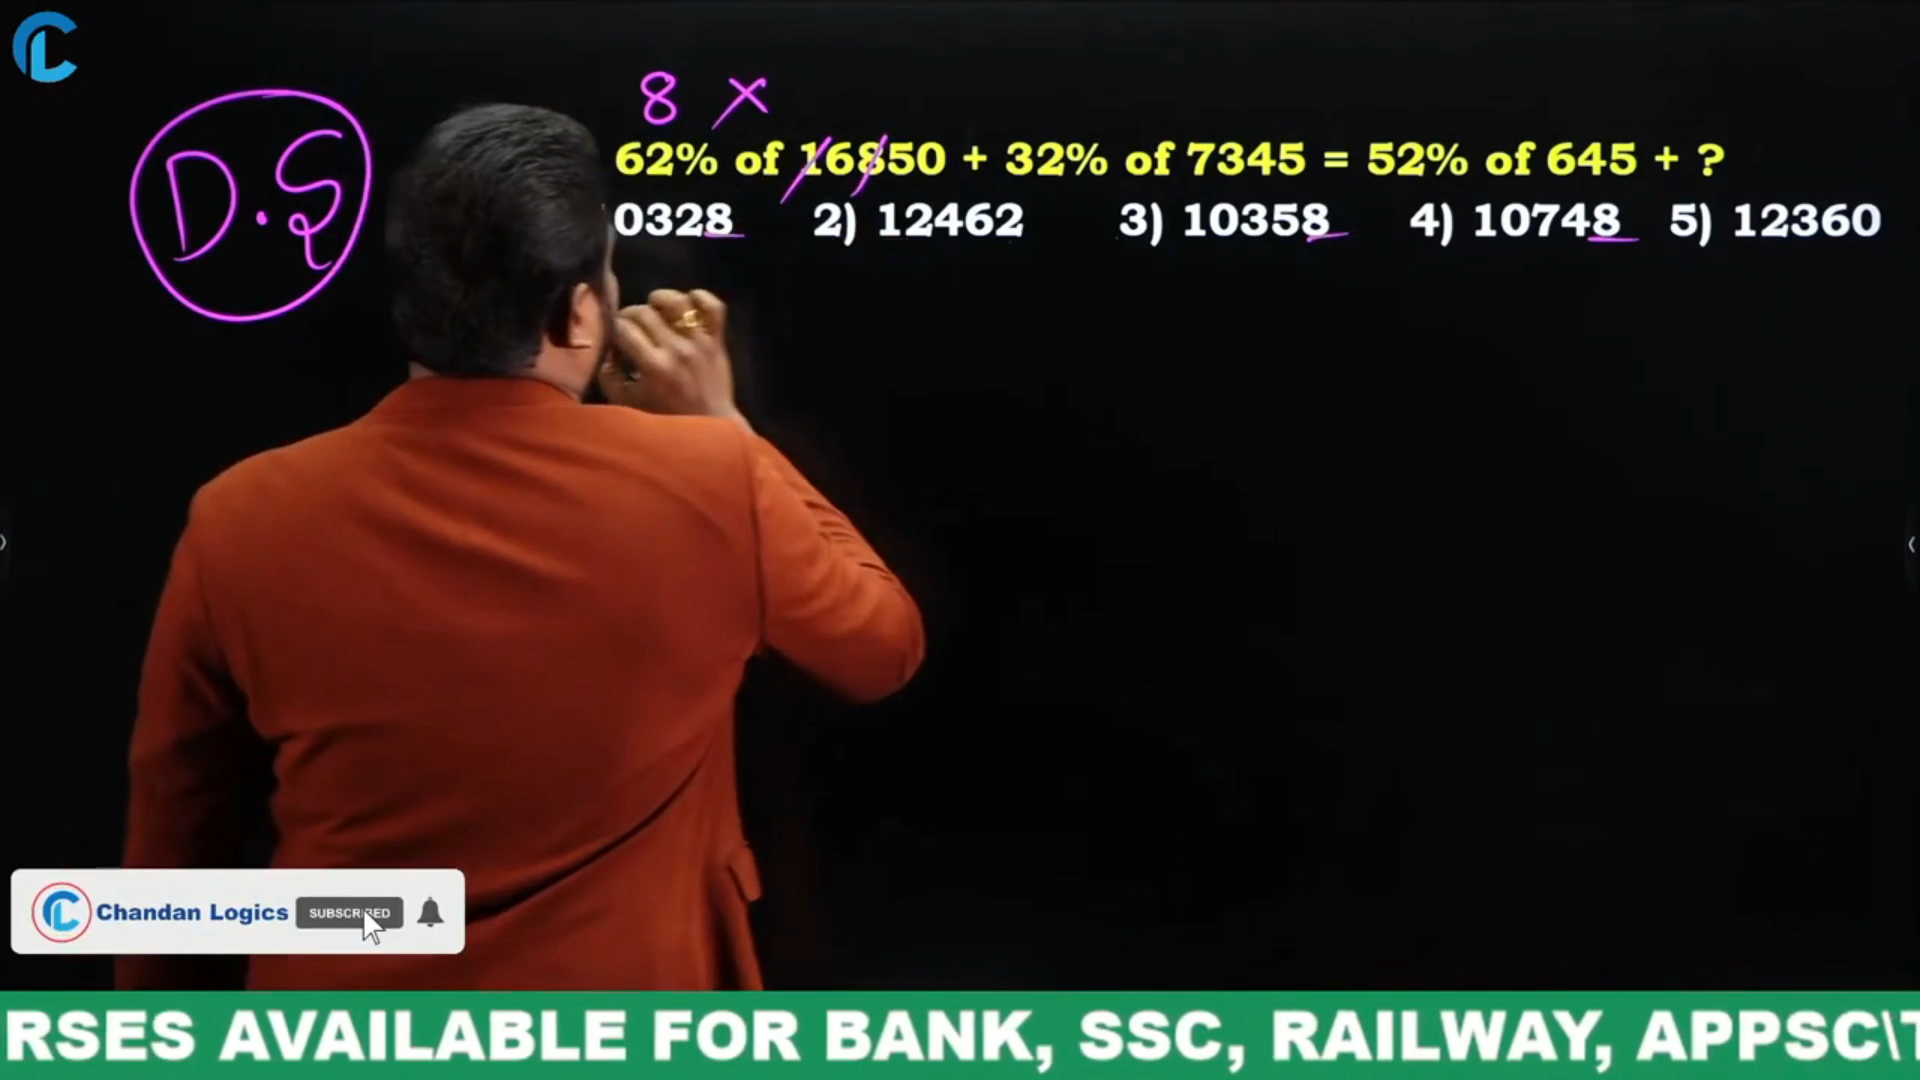 8 ×
D.S
62% of 16850 + 32% of 7345 = 52% of 645 + ?
0328 2) 12462 3) 10358 4) 10748 5) 12360
Chandan Logics SUBSCRIBED
RSES AVAILABLE FOR BANK, SSC, RAILWAY, APPSC\T